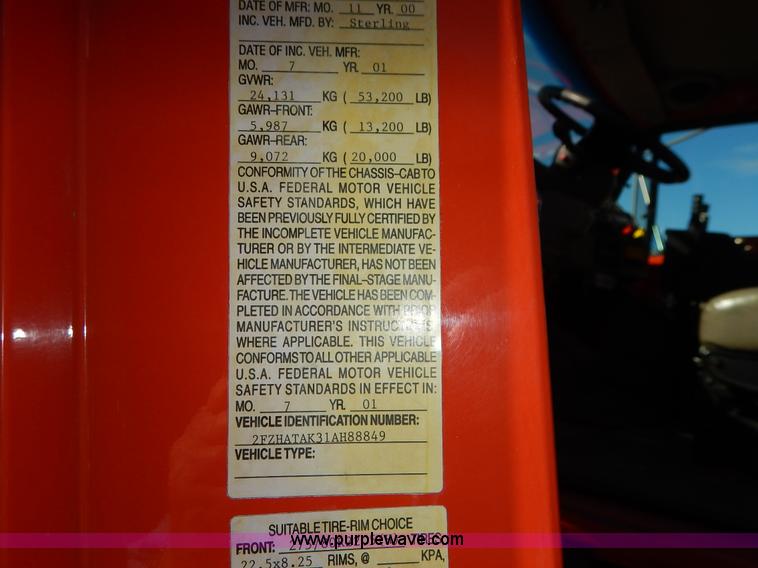 DATE OF MFR: MO. 11 YR. 00
INC. VEH. MFD. BY: Sterling
DATE OF INC. VEH. MFR:
MO. 7 YR. 01
GVWR:
24,131 KG ( 53,200 LB)
GAWR-FRONT:
5,987 KG ( 13,200 LB)
GAWR-REAR:
9,072 KG ( 20,000 LB)
CONFORMITY OF THE CHASSIS-CAB TO
U.S.A. FEDERAL MOTOR VEHICLE
SAFETY STANDARDS, WHICH HAVE
BEEN PREVIOUSLY FULLY CERTIFIED BY
THE INCOMPLETE VEHICLE MANUFAC-
TURER OR BY THE INTERMEDIATE VE-
HICLE MANUFACTURER, HAS NOT BEEN
AFFECTED BY THE FINAL-STAGE MANU-
FACTURE. THE VEHICLE HAS BEEN COM-
PLETED IN ACCORDANCE WITH PRIOR
MANUFACTURER'S INSTRUCTIONS,
WHERE APPLICABLE. THIS VEHICLE
CONFORMS TO ALL OTHER APPLICABLE
U.S.A. FEDERAL MOTOR VEHICLE
SAFETY STANDARDS IN EFFECT IN:
MO. 7 YR. 01
VEHICLE IDENTIFICATION NUMBER:
2FZHATAK31AH88849
VEHICLE TYPE:
SUITABLE TIRE-RIM CHOICE
FRONT: TIRES
www.purplewave.com
22.5x8.25 RIMS, @ KPA,